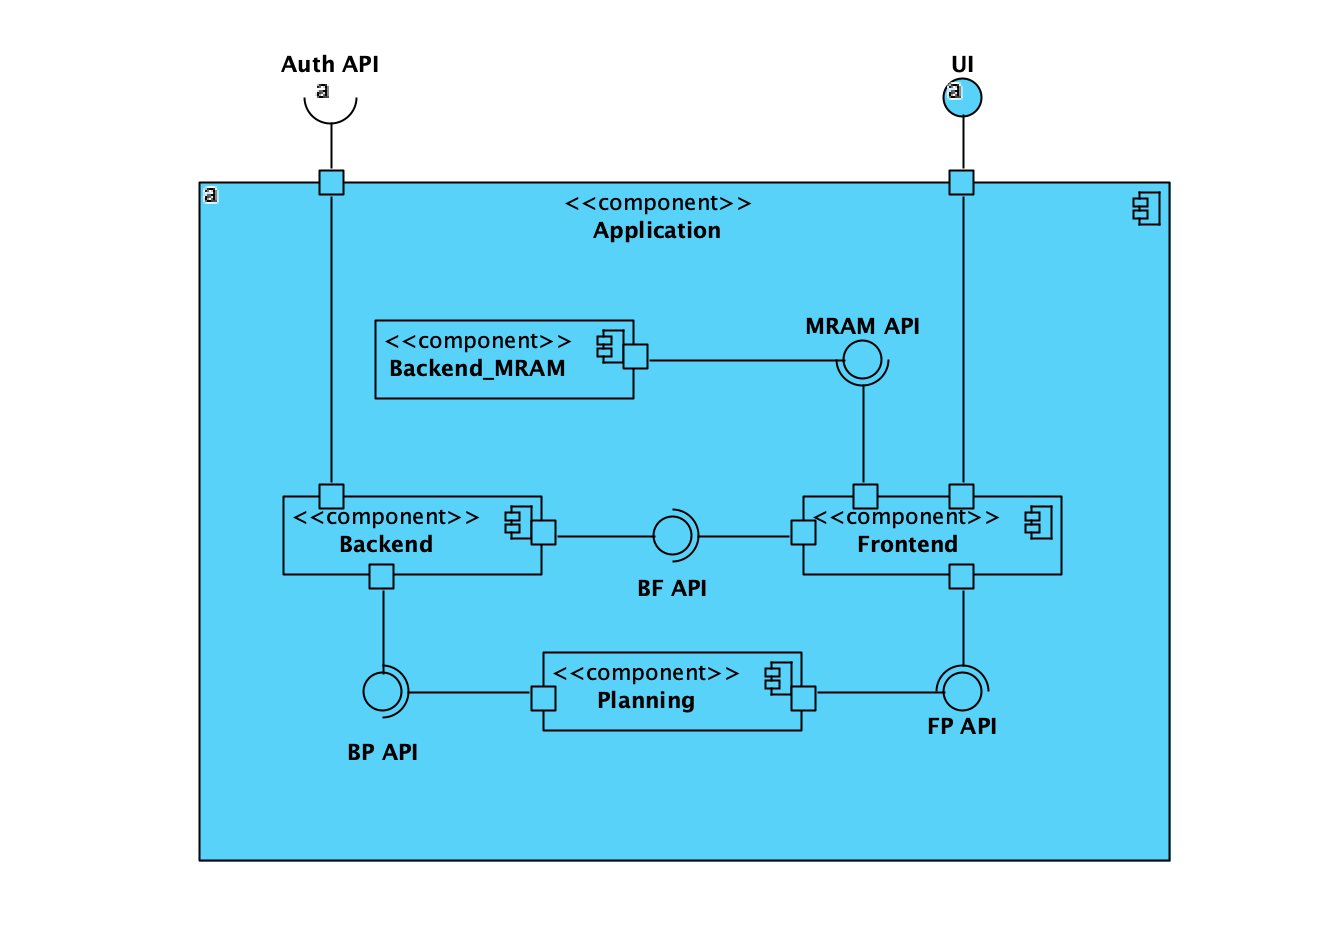 Auth API
a
UI
a
a
<<component>>
Application
<<component>>
Backend_MRAM
MRAM API
<<component>>
Backend
<<component>>
Frontend
BF API
<<component>>
Planning
BP API
FP API